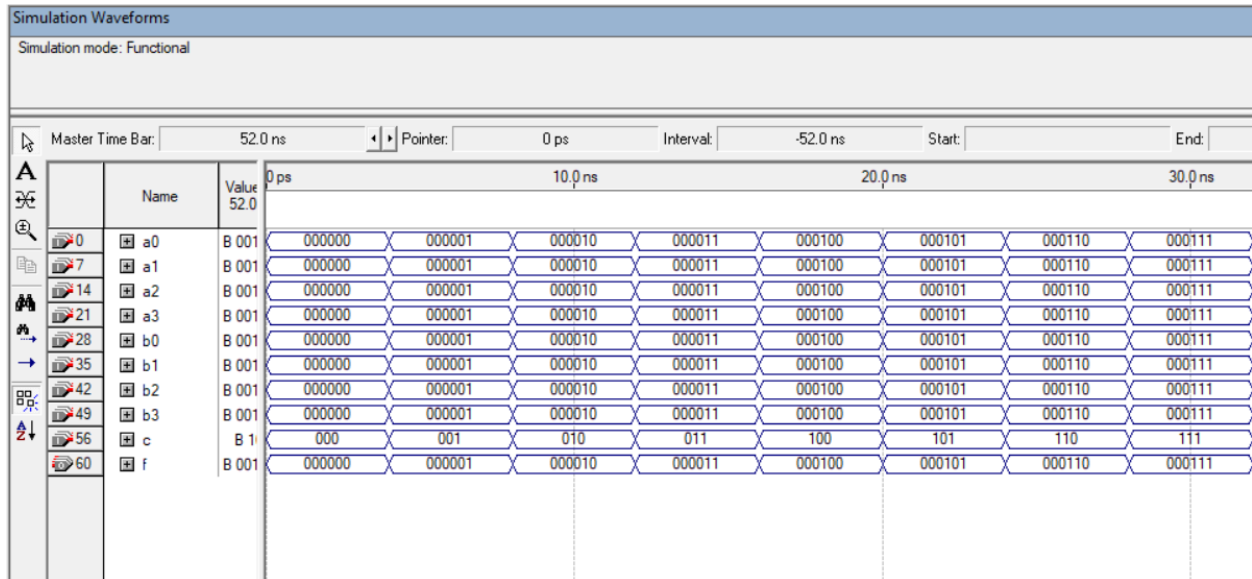 Simulation Waveforms
Simulation mode: Functional
Master Time Bar: 52.0 ns Pointer: 0 ps Interval: -52.0 ns Start: End:
Name Value 52.0 0 ps 10.0 ns 20.0 ns 30.0 ns
0 a0 B 001 000000 000001 000010 000011 000100 000101 000110 000111
7 a1 B 001 000000 000001 000010 000011 000100 000101 000110 000111
14 a2 B 001 000000 000001 000010 000011 000100 000101 000110 000111
21 a3 B 001 000000 000001 000010 000011 000100 000101 000110 000111
28 b0 B 001 000000 000001 000010 000011 000100 000101 000110 000111
35 b1 B 001 000000 000001 000010 000011 000100 000101 000110 000111
42 b2 B 001 000000 000001 000010 000011 000100 000101 000110 000111
49 b3 B 001 000000 000001 000010 000011 000100 000101 000110 000111
56 c B 1 000 001 010 011 100 101 110 111
60 f B 001 000000 000001 000010 000011 000100 000101 000110 000111